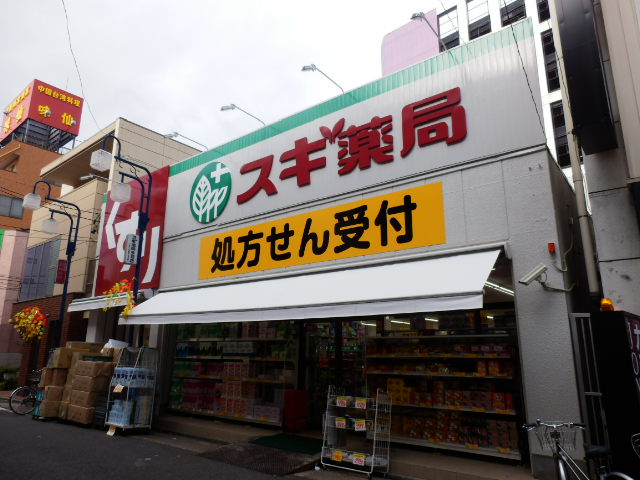 中国台湾料理
味仙
スギ薬局
処方せん受付
くすり